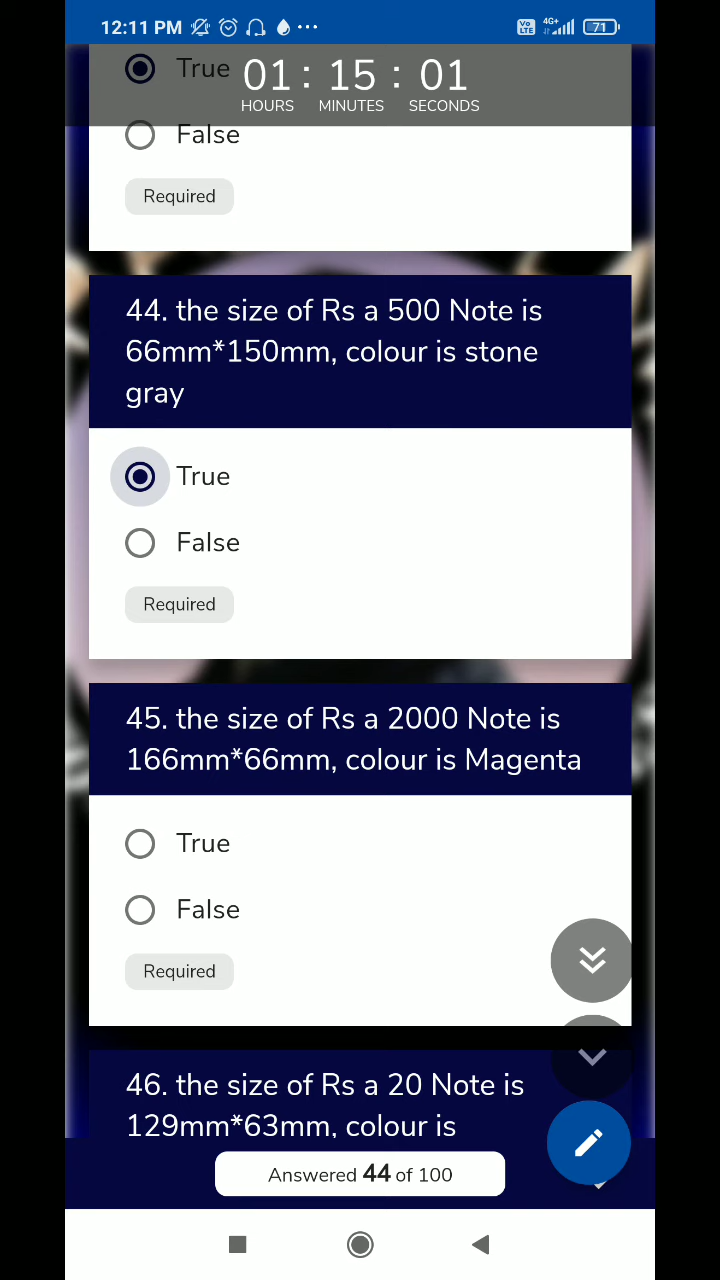 12:11 PM
Vo LTE 4G+ 71
True
01 : 15 : 01
HOURS MINUTES SECONDS
False
Required
44. the size of Rs a 500 Note is
66mm*150mm, colour is stone
gray
True
False
Required
45. the size of Rs a 2000 Note is
166mm*66mm, colour is Magenta
True
False
Required
46. the size of Rs a 20 Note is
129mm*63mm, colour is
Answered 44 of 100